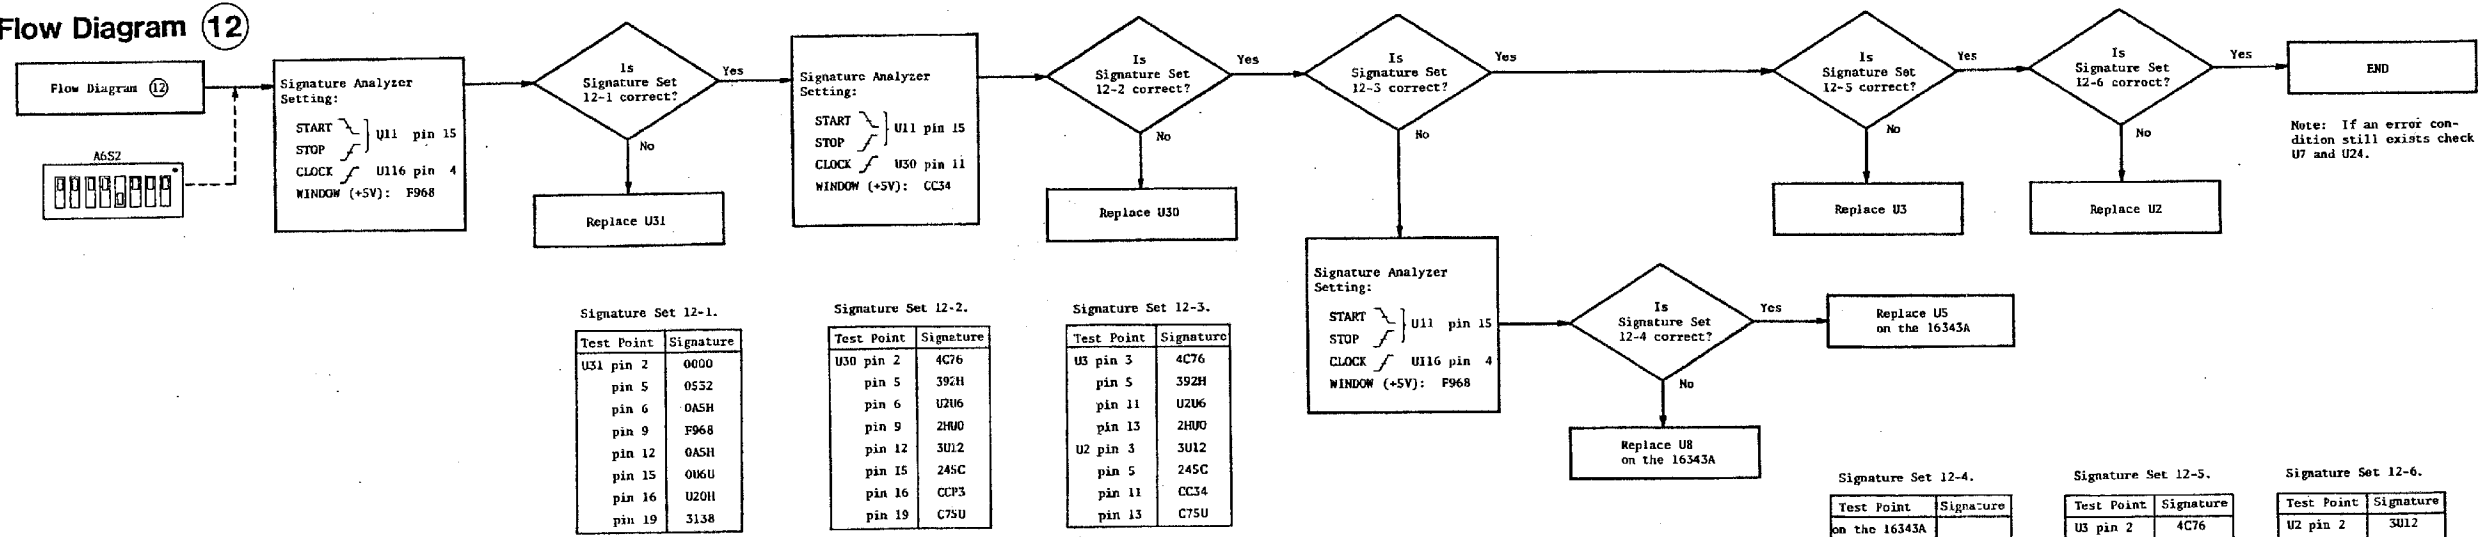 Flow Diagram 12
Flow Diagram 12
A6S2
Signature Analyzer
Setting:
START
STOP
U11 pin 15
CLOCK U116 pin 4
WINDOW (+5V): F968
Is
Signature Set
12-1 correct?
Yes
No
Replace U31
Signature Analyzer
Setting:
START
STOP
U11 pin 15
CLOCK U30 pin 11
WINDOW (+5V): CC34
Is
Signature Set
12-2 correct?
Yes
No
Replace U30
Is
Signature Set
12-3 correct?
Yes
No
Signature Analyzer
Setting:
START
STOP
U11 pin 15
CLOCK U116 pin 4
WINDOW (+5V): F968
Is
Signature Set
12-4 correct?
Yes
No
Replace U5
on the 16343A
Replace U8
on the 16343A
Is
Signature Set
12-5 correct?
Yes
No
Replace U3
Is
Signature Set
12-6 correct?
Yes
No
Replace U2
END
Note: If an error con-
dition still exists check
U7 and U24.
Signature Set 12-1.
Test Point Signature
U31 pin 2 0000
pin 5 0552
pin 6 0A5H
pin 9 F968
pin 12 0A5H
pin 15 0U6U
pin 16 U20H
pin 19 3138
Signature Set 12-2.
Test Point Signature
U30 pin 2 4C76
pin 5 392H
pin 6 U2U6
pin 9 2HU0
pin 12 3U12
pin 15 245C
pin 16 CCP3
pin 19 C75U
Signature Set 12-3.
Test Point Signature
U3 pin 3 4C76
pin 5 392H
pin 11 U2U6
pin 13 2HU0
U2 pin 3 3U12
pin 5 245C
pin 11 CC34
pin 13 C75U
Signature Set 12-4.
Test Point Signature
on the 16343A
Signature Set 12-5.
Test Point Signature
U3 pin 2 4C76
Signature Set 12-6.
Test Point Signature
U2 pin 2 3U12